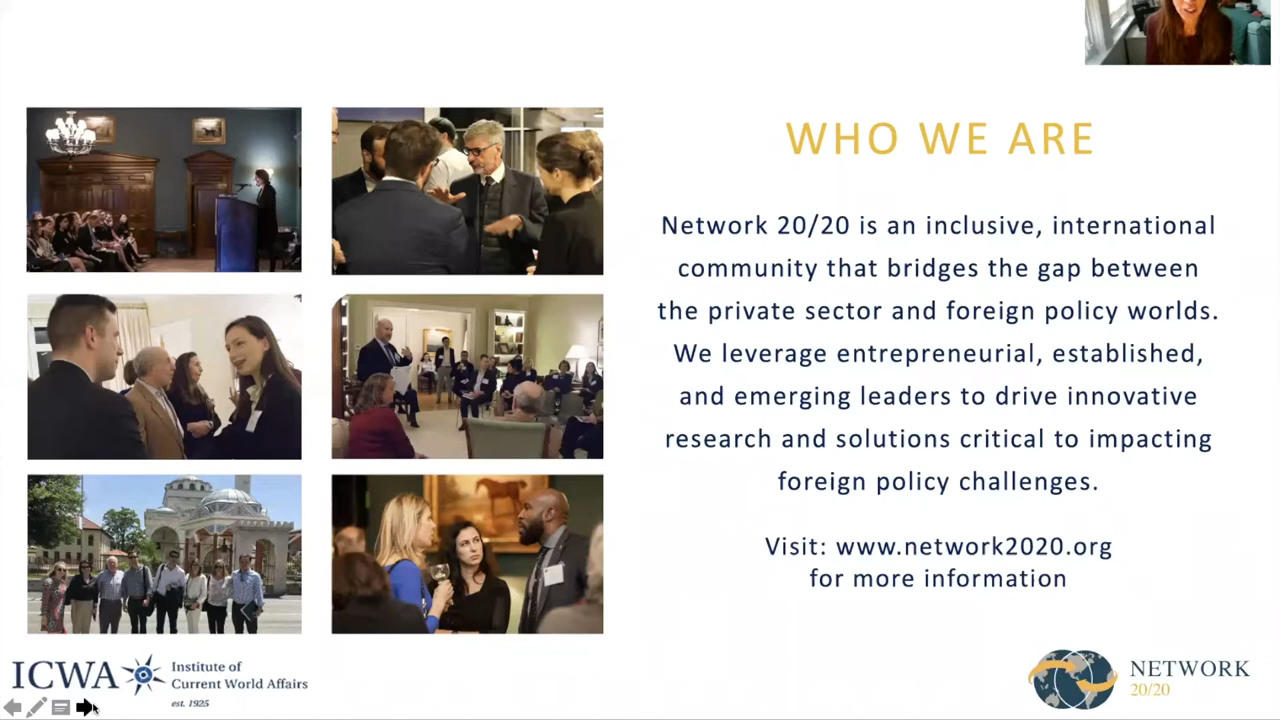 WHO WE ARE
Network 20/20 is an inclusive, international
community that bridges the gap between
the private sector and foreign policy worlds.
We leverage entrepreneurial, established,
and emerging leaders to drive innovative
research and solutions critical to impacting
foreign policy challenges.
Visit: www.network2020.org
for more information
ICWA
Institute of
Current World Affairs
est. 1925
NETWORK
20/20